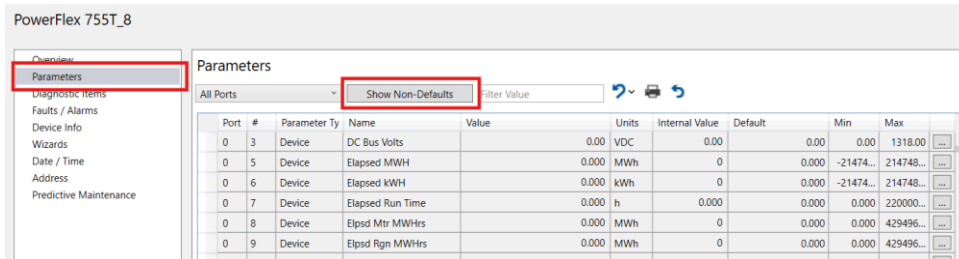 PowerFlex 755T_8
Overview
Parameters
Diagnostic Items
Faults / Alarms
Device Info
Wizards
Date / Time
Address
Predictive Maintenance
Parameters
All Ports Show Non-Defaults Filter Value
Port # Parameter Ty Name Value Units Internal Value Default Min Max
0 3 Device DC Bus Volts 0.00 VDC 0.00 0.00 0.00 1318.00 ...
0 5 Device Elapsed MWH 0.000 MWh 0 0.000 -21474... 214748... ...
0 6 Device Elapsed kWH 0.000 kWh 0 0.000 -21474... 214748... ...
0 7 Device Elapsed Run Time 0.000 h 0.000 0.000 0.000 220000... ...
0 8 Device Elpsd Mtr MWHrs 0.000 MWh 0 0.000 0.000 429496... ...
0 9 Device Elpsd Rgn MWHrs 0.000 MWh 0 0.000 0.000 429496... ...